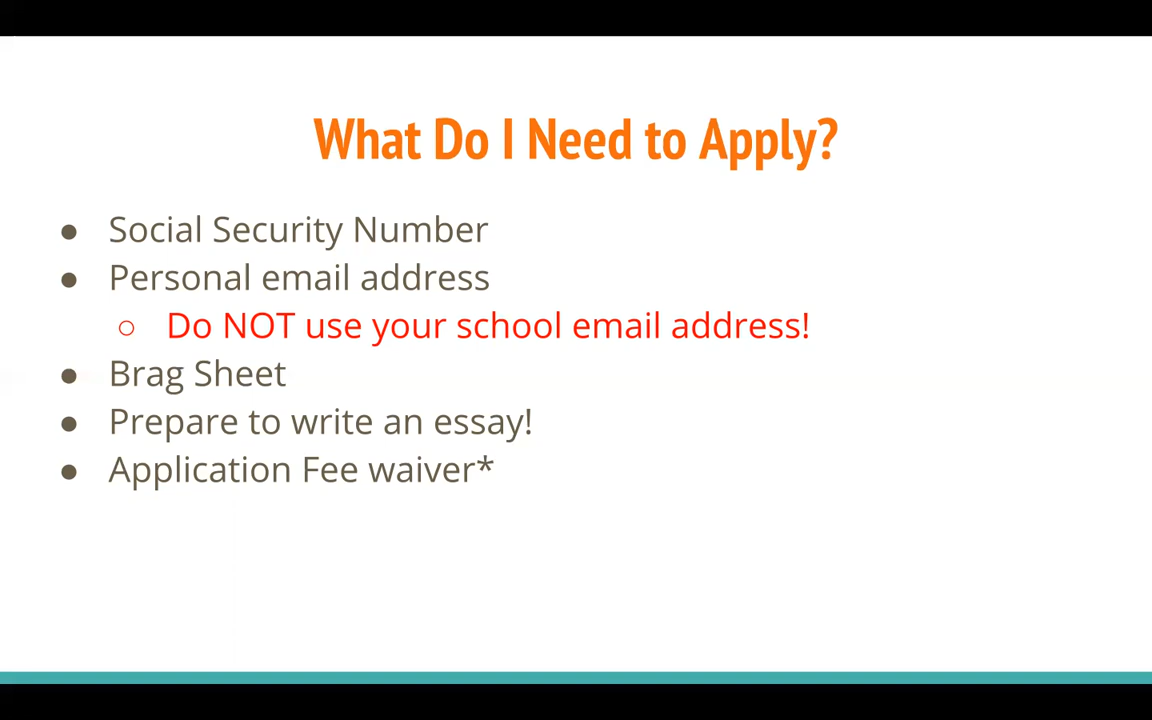 What Do I Need to Apply?
● Social Security Number
● Personal email address
○ Do NOT use your school email address!
● Brag Sheet
● Prepare to write an essay!
● Application Fee waiver*